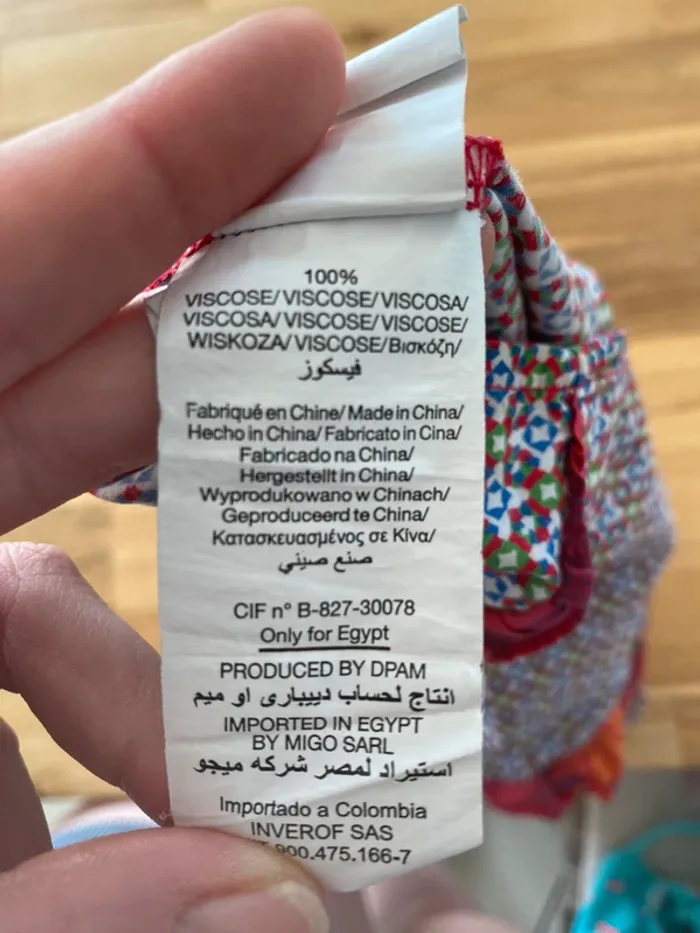 100%
VISCOSE/VISCOSE/VISCOSA/
VISCOSA/VISCOSE/VISCOSE/
WISKOZA/VISCOSE/Βισκόζη/
فيسكوز
Fabriqué en Chine/Made in China/
Hecho in China/Fabricato in Cina/
Fabricado na China/
Hergestellt in China/
Wyprodukowano w Chinach/
Geproduceerd te China/
Κατασκευασμένος σε Κίνα/
صنع صيني
CIF n° B-827-30078
Only for Egypt
PRODUCED BY DPAM
انتاج لحساب دييبارى او ميم
IMPORTED IN EGYPT
BY MIGO SARL
استيراد لمصر شركه ميجو
Importado a Colombia
INVEROF SAS
900.475.166-7